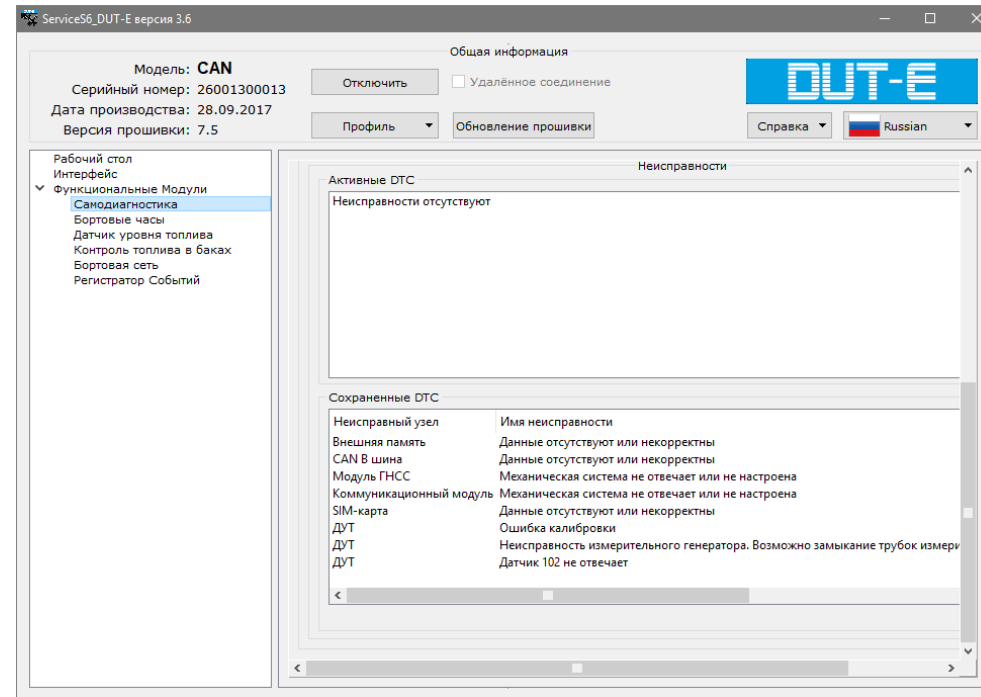 ServiceS6_DUT-E версия 3.6
Общая информация
Модель: CAN
Серийный номер: 26001300013
Дата производства: 28.09.2017
Версия прошивки: 7.5
Отключить
Удалённое соединение
Профиль
Обновление прошивки
DUT-E
Справка
Russian
Рабочий стол
Интерфейс
Функциональные Модули
Самодиагностика
Бортовые часы
Датчик уровня топлива
Контроль топлива в баках
Бортовая сеть
Регистратор Событий
Неисправности
Активные DTC
Неисправности отсутствуют
Сохраненные DTC
Неисправный узел Имя неисправности
Внешняя память Данные отсутствуют или некорректны
CAN B шина Данные отсутствуют или некорректны
Модуль ГНСС Механическая система не отвечает или не настроена
Коммуникационный модуль Механическая система не отвечает или не настроена
SIM-карта Данные отсутствуют или некорректны
ДУТ Ошибка калибровки
ДУТ Неисправность измерительного генератора. Возможно замыкание трубок измери
ДУТ Датчик 102 не отвечает